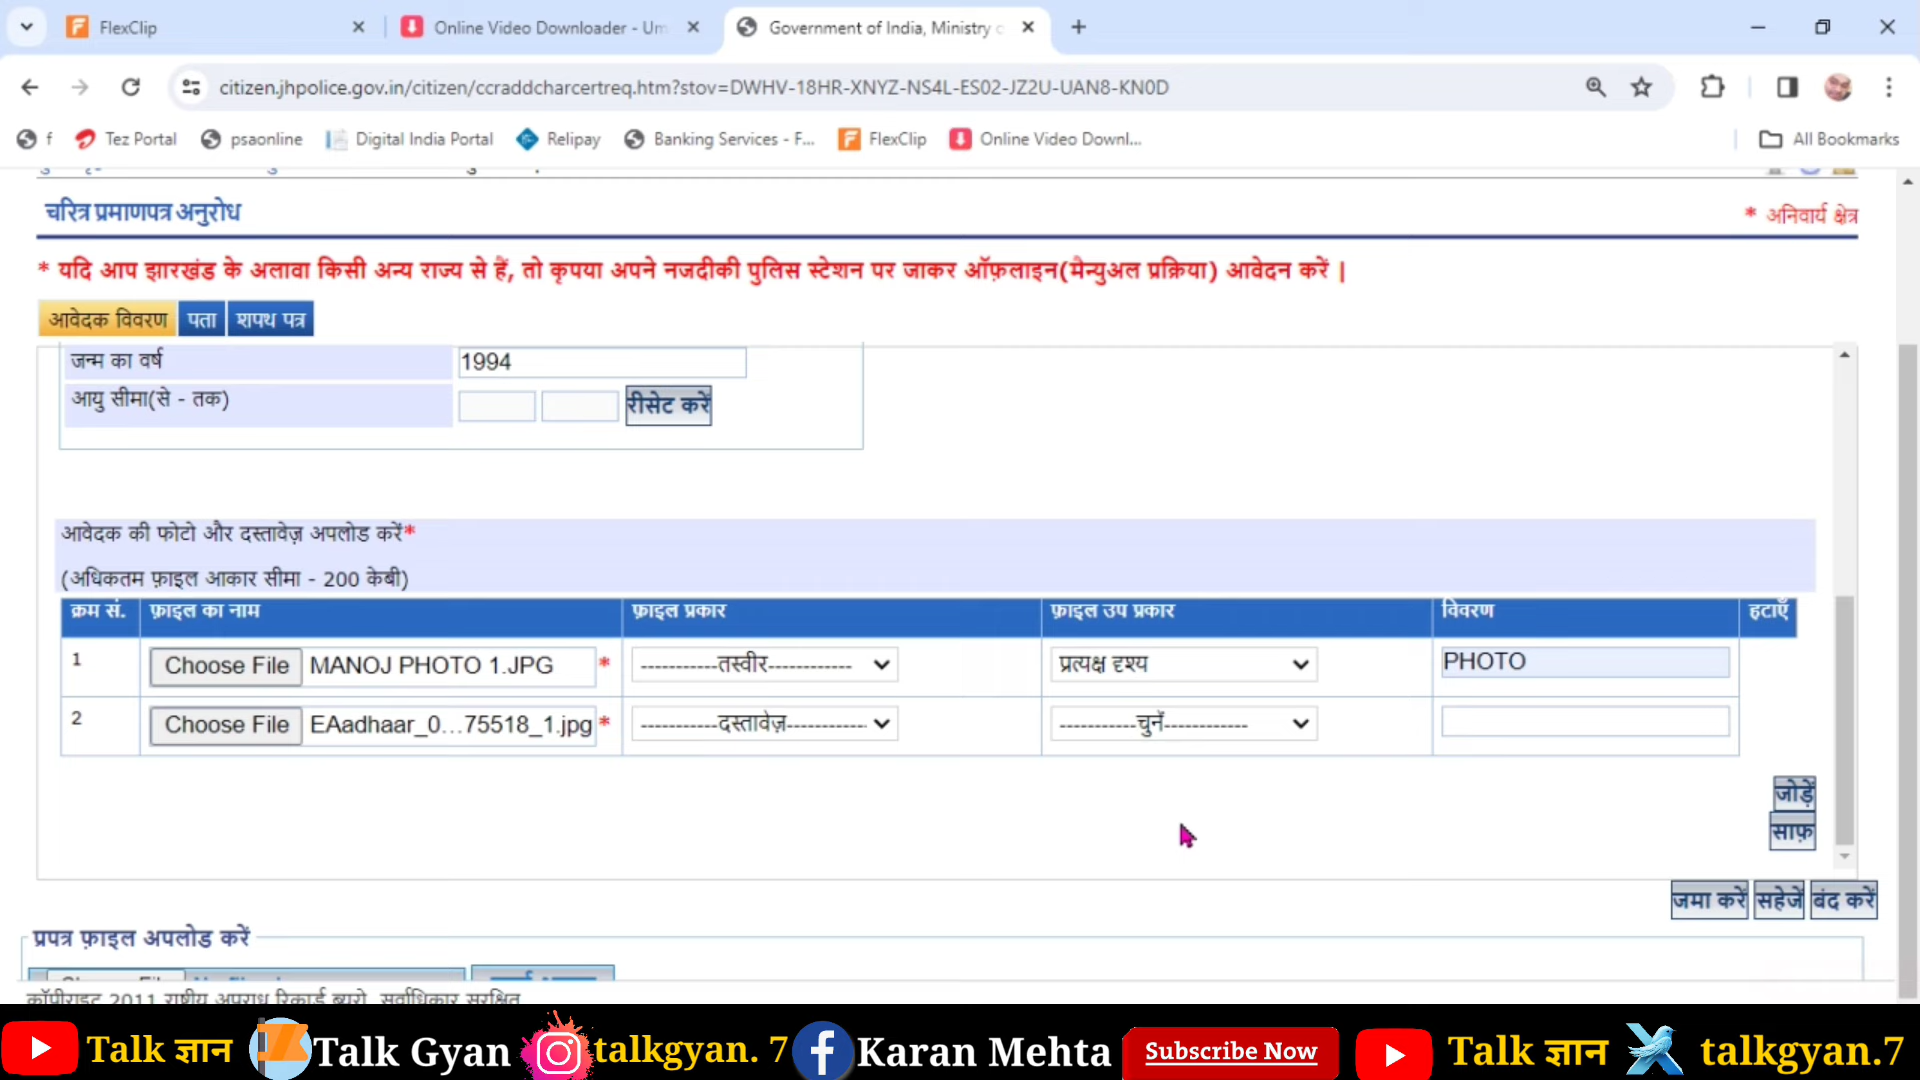 FlexClip
Online Video Downloader - Um
Government of India, Ministry
citizen.jhpolice.gov.in/citizen/ccraddcharcertreq.htm?stov=DWHV-18HR-XNYZ-NS4L-ES02-JZ2U-UAN8-KN0D
f Tez Portal psaonline Digital India Portal Relipay Banking Services - F... FlexClip Online Video Downl... All Bookmarks
चरित्र प्रमाणपत्र अनुरोध
* अनिवार्य क्षेत्र
* यदि आप झारखंड के अलावा किसी अन्य राज्य से हैं, तो कृपया अपने नजदीकी पुलिस स्टेशन पर जाकर ऑफ़लाइन(मैन्युअल प्रक्रिया) आवेदन करें |
आवेदक विवरण पता शपथ पत्र
जन्म का वर्ष 1994
आयु सीमा(से - तक) रीसेट करें
आवेदक की फोटो और दस्तावेज़ अपलोड करें*
(अधिकतम फ़ाइल आकार सीमा - 200 केबी)
क्रम सं. फ़ाइल का नाम फ़ाइल प्रकार फ़ाइल उप प्रकार विवरण हटाएँ
1 Choose File MANOJ PHOTO 1.JPG * -----------तस्वीर------------ प्रत्यक्ष दृश्य PHOTO
2 Choose File EAadhaar_0...75518_1.jpg * -----------दस्तावेज़------------ -----------चुनें------------
जोड़ें
साफ़
जमा करें सहेजें बंद करें
प्रपत्र फ़ाइल अपलोड करें
कॉपीराइट 2011 राष्ट्रीय अपराध रिकार्ड ब्यूरो. सर्वाधिकार सुरक्षित
Talk ज्ञान Talk Gyan talkgyan. 7 Karan Mehta Subscribe Now Talk ज्ञान talkgyan.7